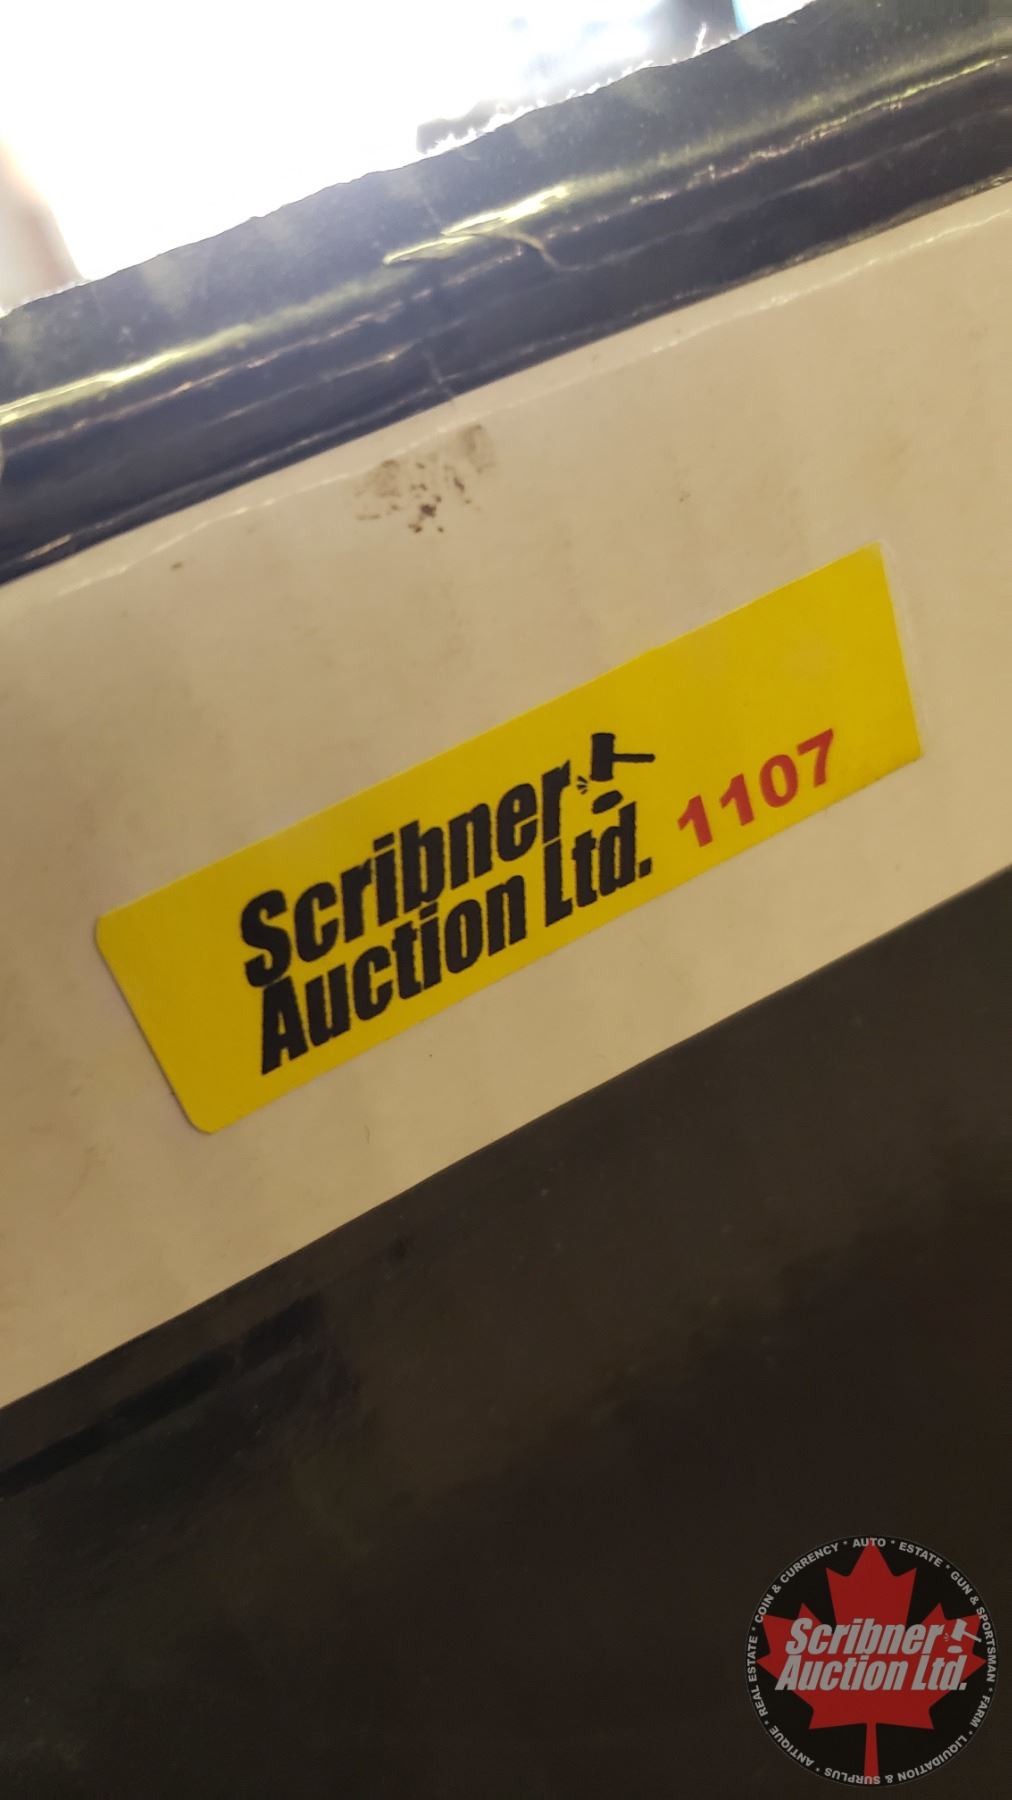 Scribner
Auction Ltd. 1107
COIN & CURRENCY * AUTO * ESTATE * GUN & SPORTSMAN * FARM * LIQUIDATION & SURPLUS * ANTIQUE * REAL ESTATE *
Scribner
Auction Ltd.